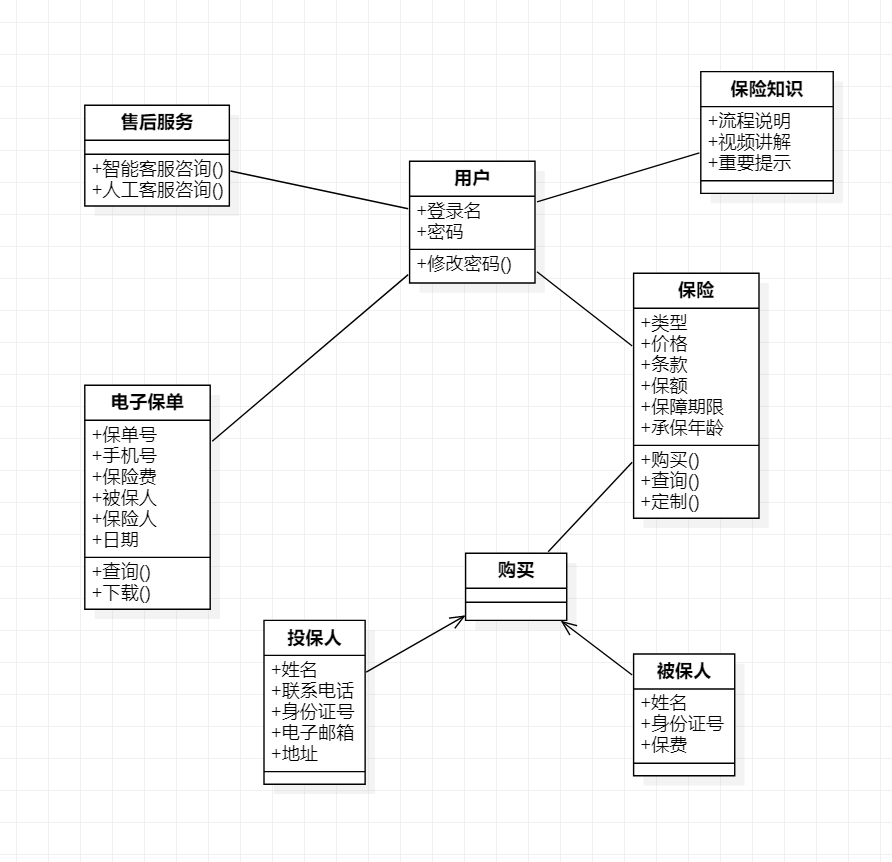 售后服务
+智能客服咨询()
+人工客服咨询()
保险知识
+流程说明
+视频讲解
+重要提示
用户
+登录名
+密码
+修改密码()
保险
+类型
+价格
+条款
+保额
+保障期限
+承保年龄
+购买()
+查询()
+定制()
电子保单
+保单号
+手机号
+保险费
+被保人
+保险人
+日期
+查询()
+下载()
购买
投保人
+姓名
+联系电话
+身份证号
+电子邮箱
+地址
被保人
+姓名
+身份证号
+保费